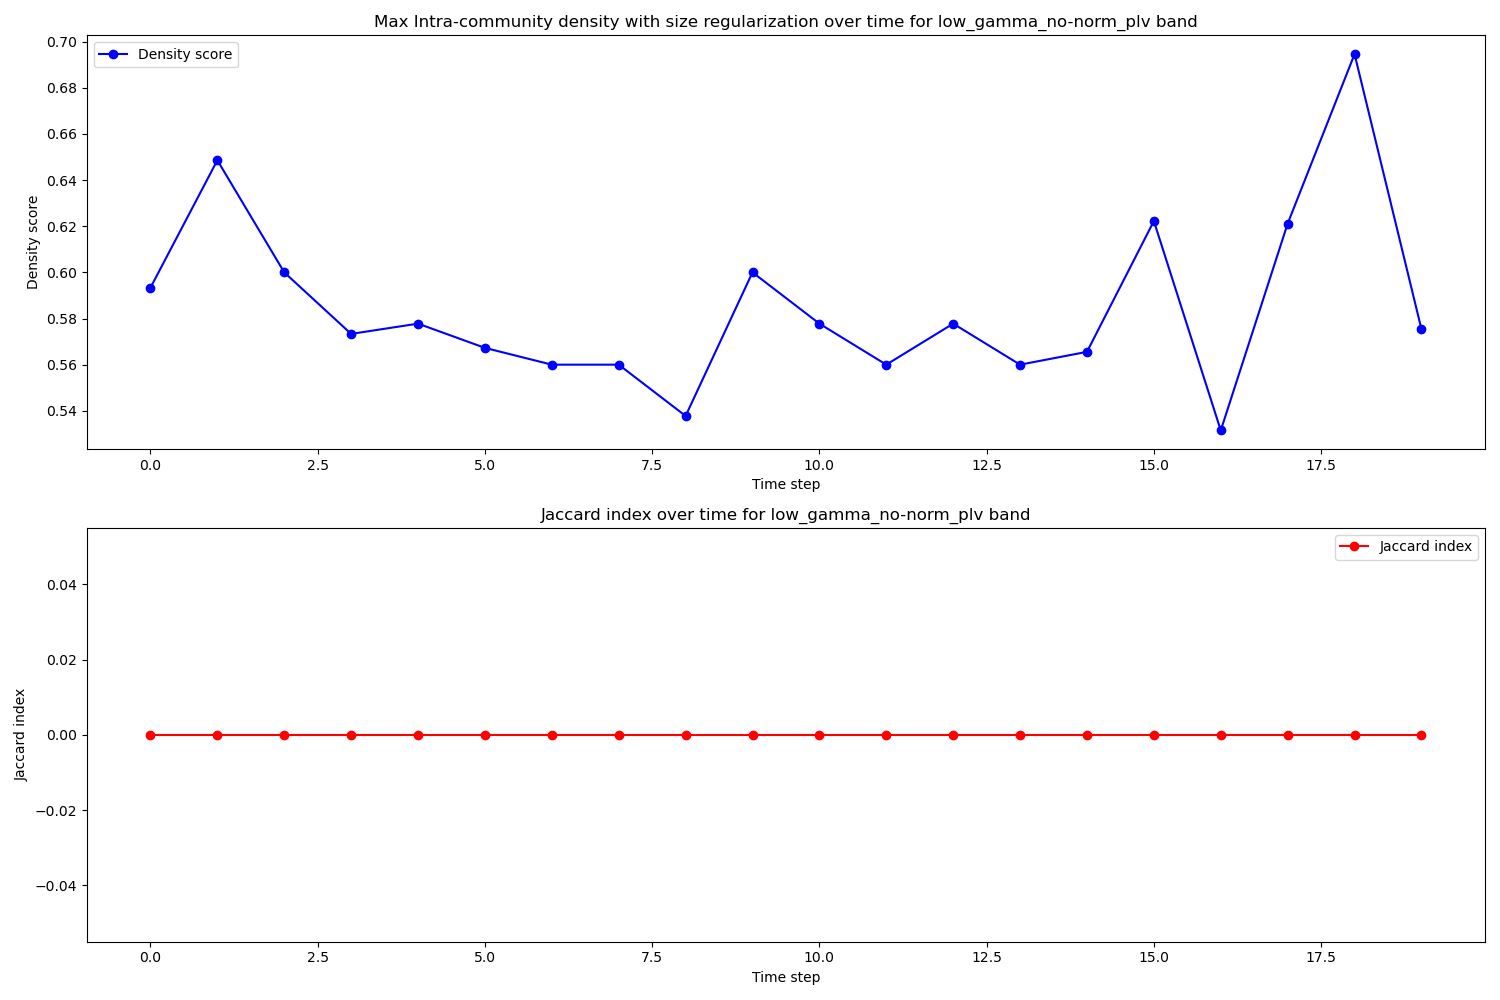 Max Intra-community density with size regularization over time for low_gamma_no-norm_plv band
Density score
0.70
0.68
0.66
0.64
0.62
0.60
0.58
0.56
0.54
Density score
0.0 2.5 5.0 7.5 10.0 12.5 15.0 17.5
Time step
Jaccard index over time for low_gamma_no-norm_plv band
Jaccard index
0.04
0.02
0.00
−0.02
−0.04
Jaccard index
0.0 2.5 5.0 7.5 10.0 12.5 15.0 17.5
Time step